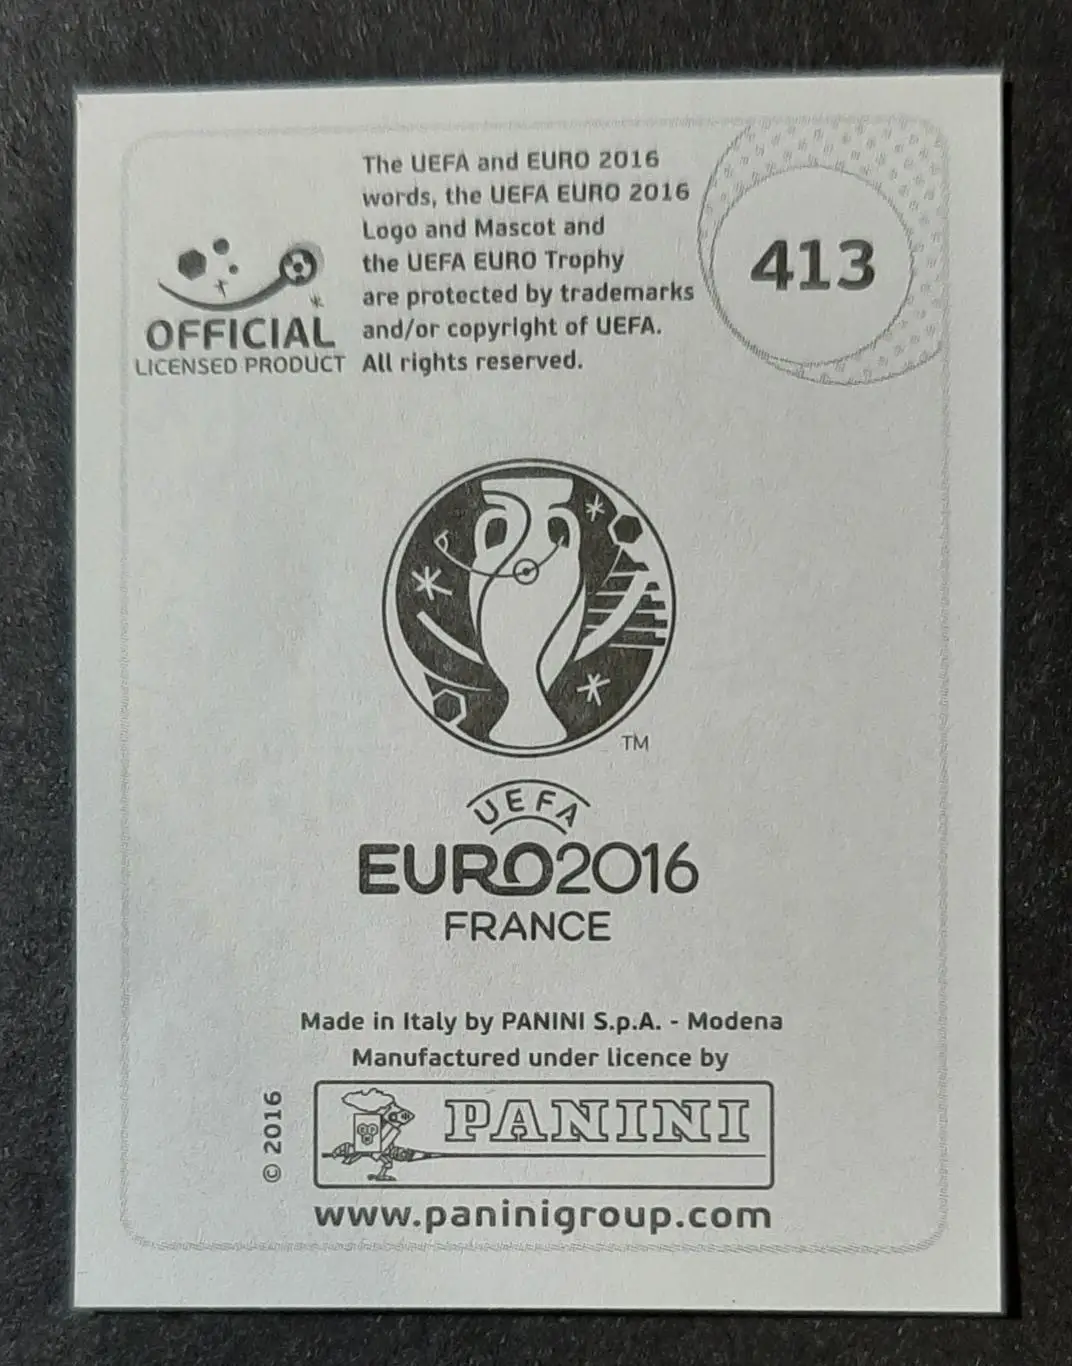 The UEFA and EURO 2016
words, the UEFA EURO 2016
Logo and Mascot and
the UEFA EURO Trophy
are protected by trademarks
and/or copyright of UEFA.
All rights reserved.
OFFICIAL
LICENSED PRODUCT
413
TM
UEFA
EURO2016
FRANCE
Made in Italy by PANINI S.p.A. - Modena
Manufactured under licence by
© 2016
PANINI
www.paninigroup.com